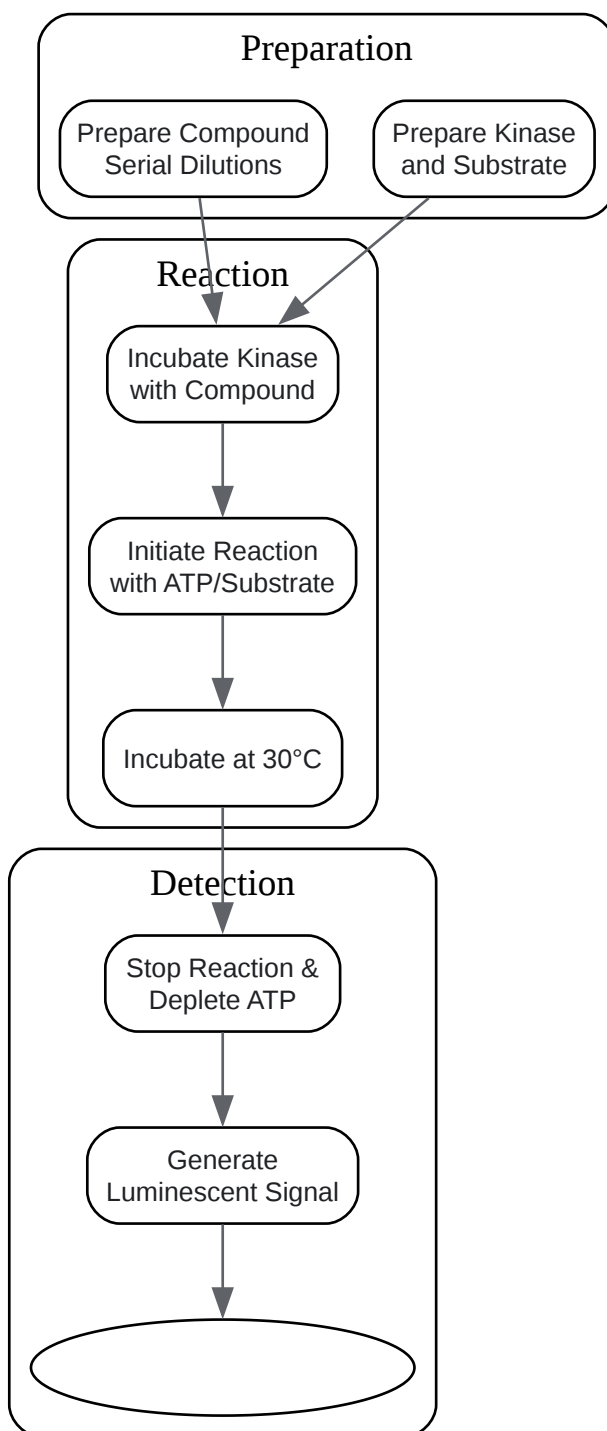 Preparation
Prepare Compound
Serial Dilutions
Prepare Kinase
and Substrate
Reaction
Incubate Kinase
with Compound
Initiate Reaction
with ATP/Substrate
Incubate at 30°C
Detection
Stop Reaction &
Deplete ATP
Generate
Luminescent Signal